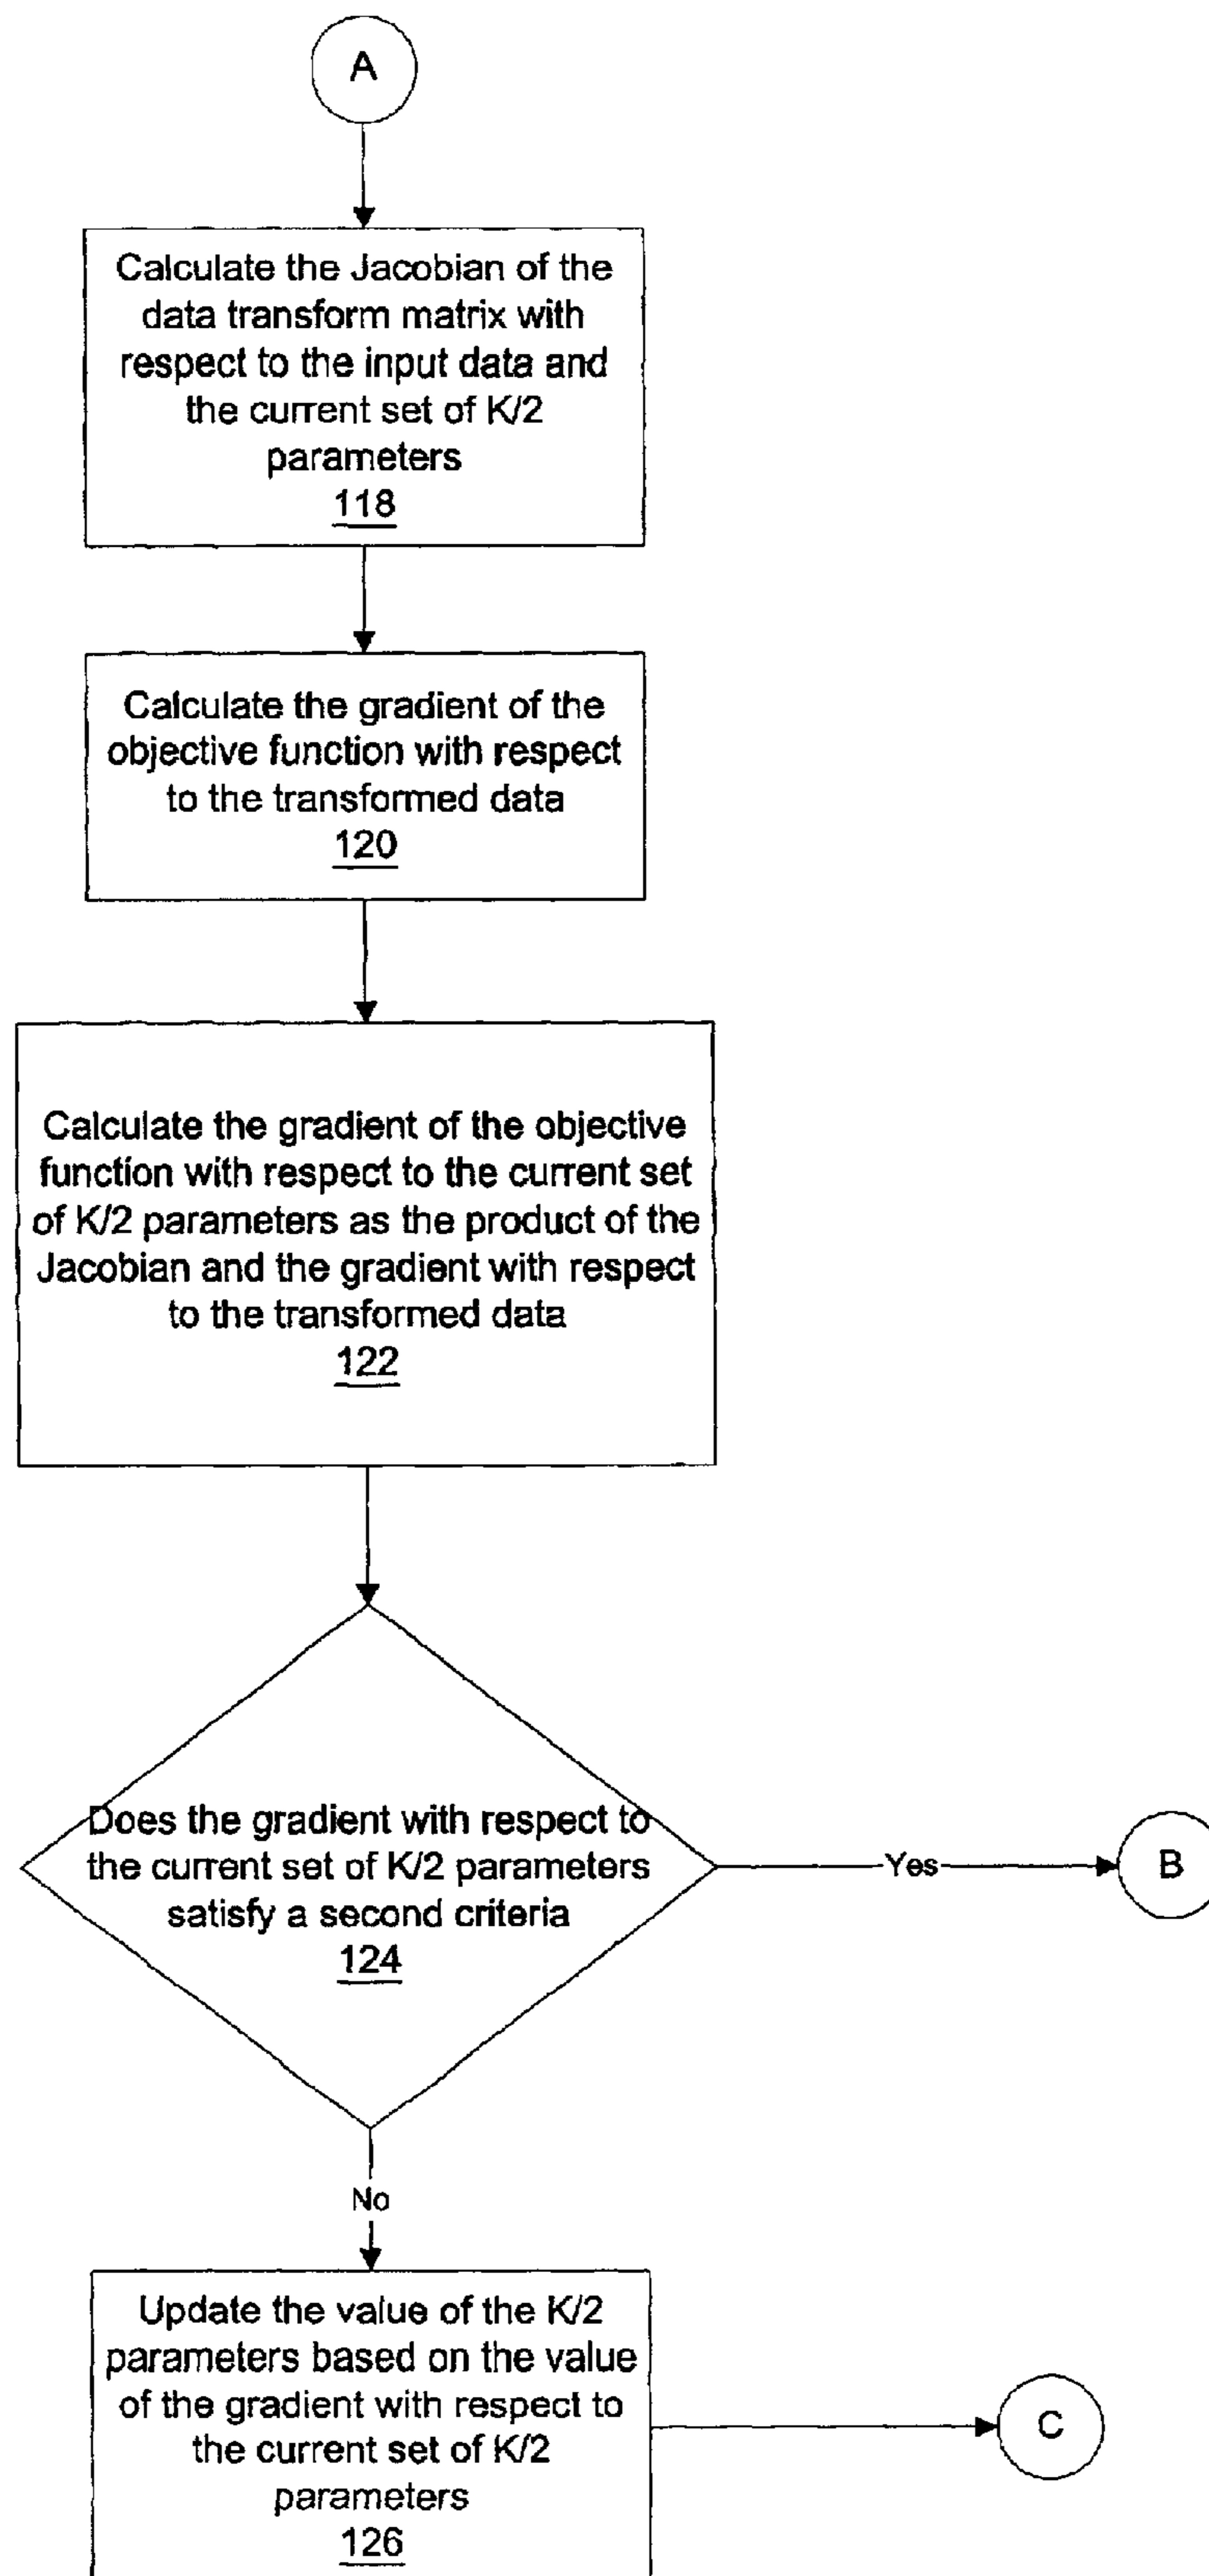 A
Calculate the Jacobian of the
data transform matrix with
respect to the input data and
the current set of K/2
parameters
118
Calculate the gradient of the
objective function with respect
to the transformed data
120
Calculate the gradient of the objective
function with respect to the current set
of K/2 parameters as the product of the
Jacobian and the gradient with respect
to the transformed data
122
Does the gradient with respect to
the current set of K/2 parameters
satisfy a second criteria
124
Yes
B
No
Update the value of the K/2
parameters based on the value
of the gradient with respect to
the current set of K/2
parameters
126
C